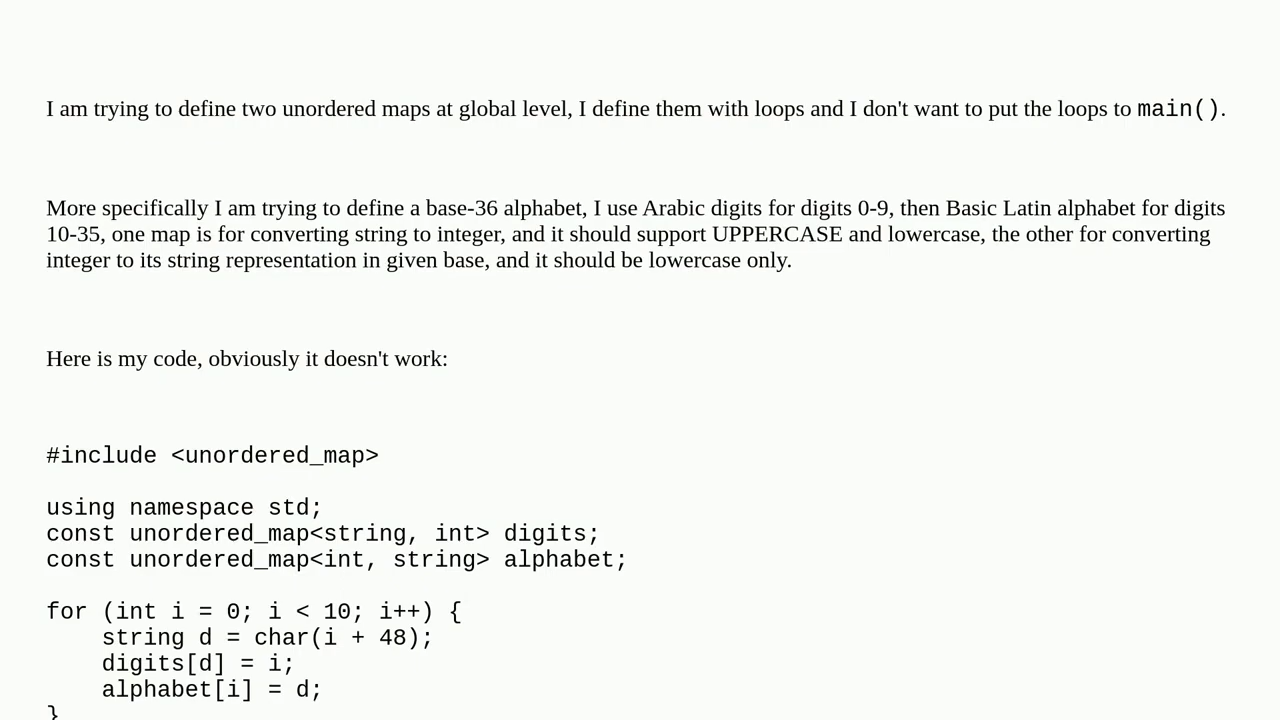 I am trying to define two unordered maps at global level, I define them with loops and I don't want to put the loops to main().
More specifically I am trying to define a base-36 alphabet, I use Arabic digits for digits 0-9, then Basic Latin alphabet for digits
10-35, one map is for converting string to integer, and it should support UPPERCASE and lowercase, the other for converting
integer to its string representation in given base, and it should be lowercase only.
Here is my code, obviously it doesn't work:
#include <unordered_map>
using namespace std;
const unordered_map<string, int> digits;
const unordered_map<int, string> alphabet;
for (int i = 0; i < 10; i++) {
    string d = char(i + 48);
    digits[d] = i;
    alphabet[i] = d;
}